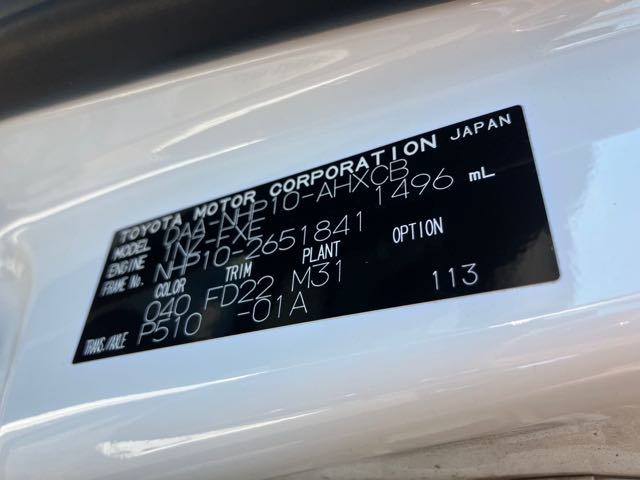 TOYOTA MOTOR CORPORATION JAPAN
MODEL DAA-NHP10-AHXCB
ENGINE 1NZ-FXE 1496 mL
FRAME No. NHP10-2651841
COLOR TRIM PLANT OPTION
040 FD22 M31
TRANS./AXLE P510 -01A 113